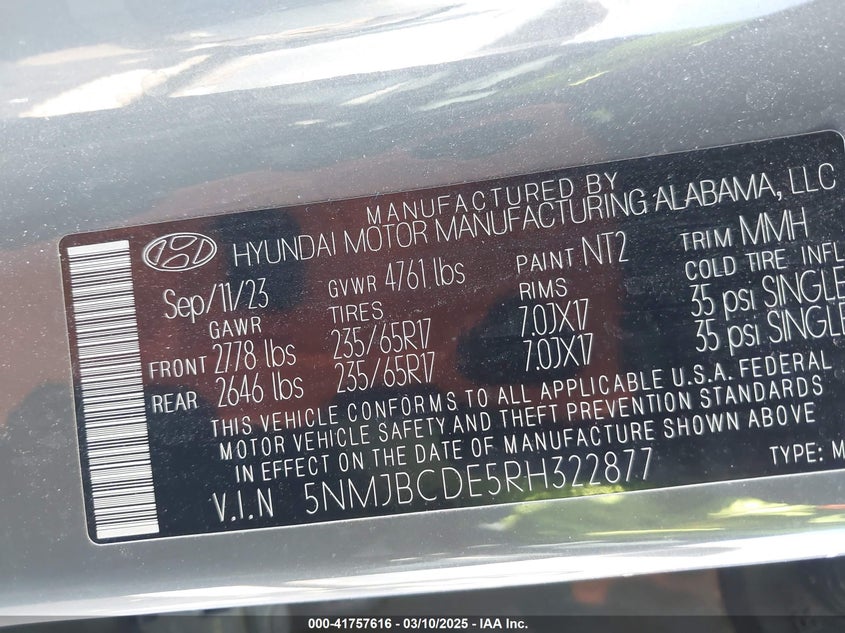 MANUFACTURED BY
HYUNDAI MOTOR MANUFACTURING ALABAMA, LLC
Sep/11/23 GVWR 4761 lbs PAINT NT2 TRIM MMH
GAWR TIRES RIMS COLD TIRE INFL
FRONT 2778 lbs 235/65R17 7.0JX17 35 psi SINGLE
REAR 2646 lbs 235/65R17 7.0JX17 35 psi SINGLE
THIS VEHICLE CONFORMS TO ALL APPLICABLE U.S.A. FEDERAL
MOTOR VEHICLE SAFETY AND THEFT PREVENTION STANDARDS
IN EFFECT ON THE DATE OF MANUFACTURE SHOWN ABOVE
V.I.N 5NMJBCDE5RH322877 TYPE: M
000-41757616 - 03/10/2025 - IAA Inc.